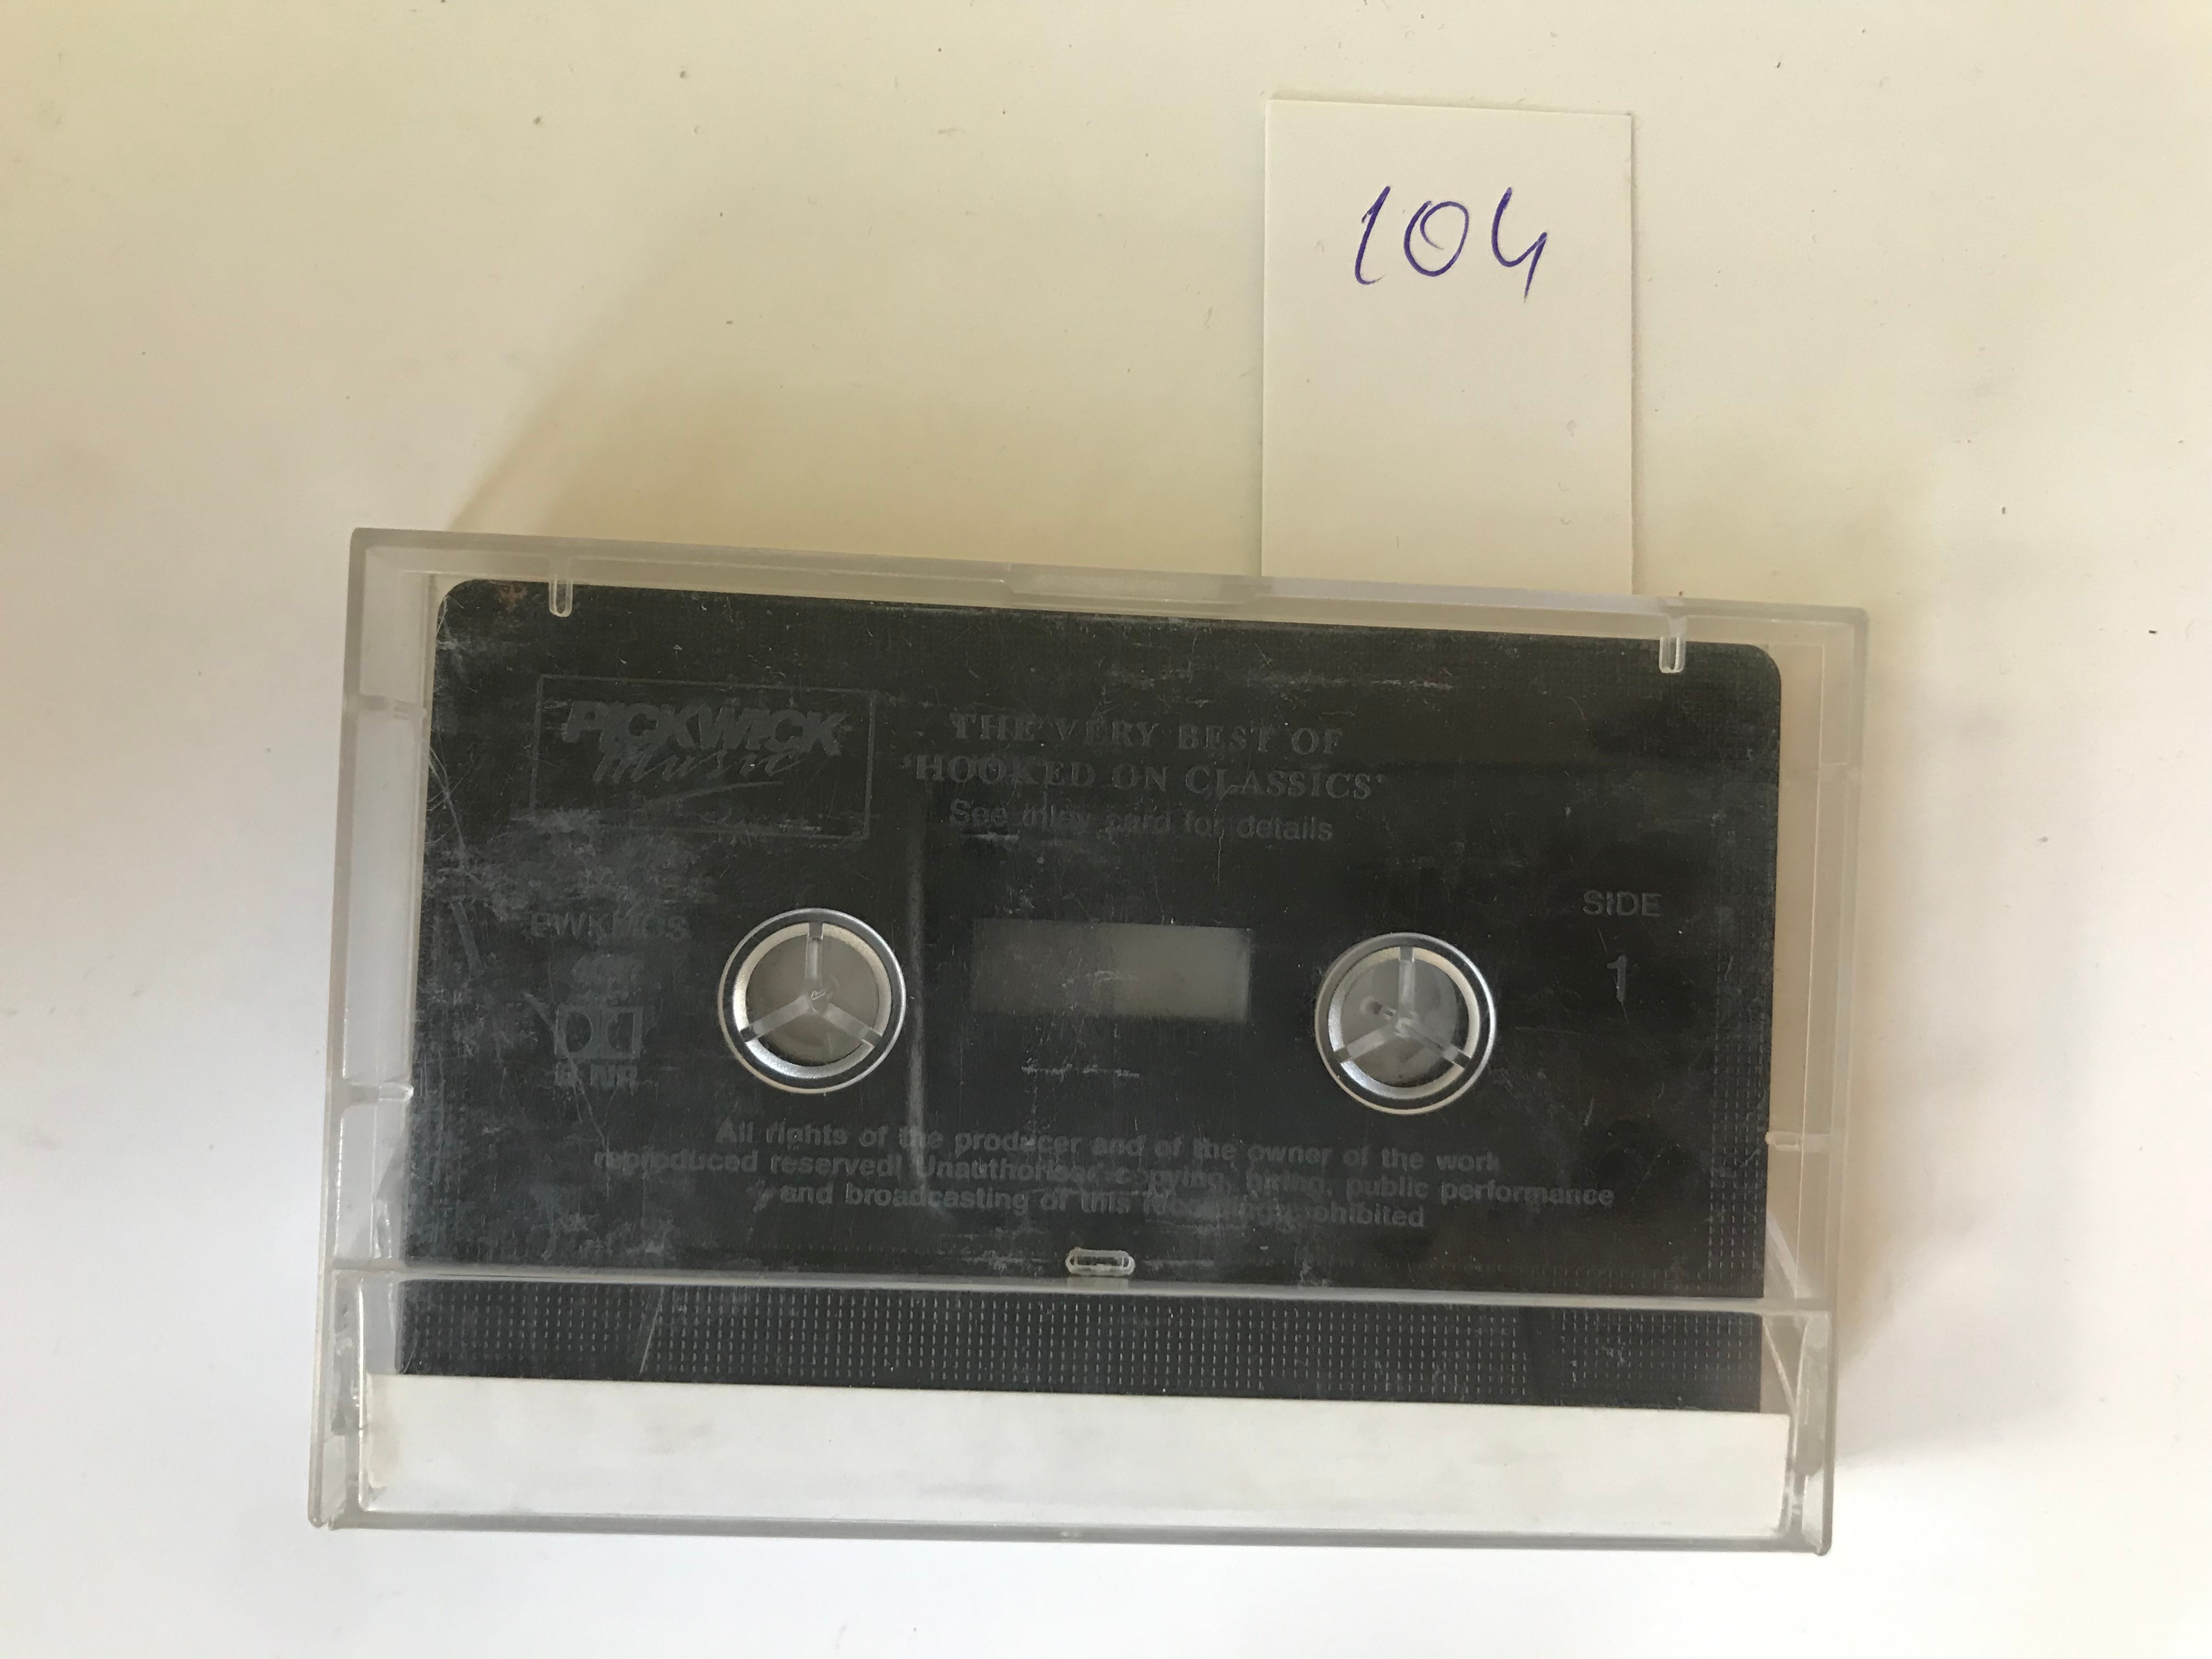 104
PICKWICK
music
THE VERY BEST OF
'HOOKED ON CLASSICS'
See inlay card for details
SIDE
1
B NR
All rights of the producer and of the owner of the work
reproduced reserved. Unauthorised copying, hiring, public performance
and broadcasting of this recording prohibited